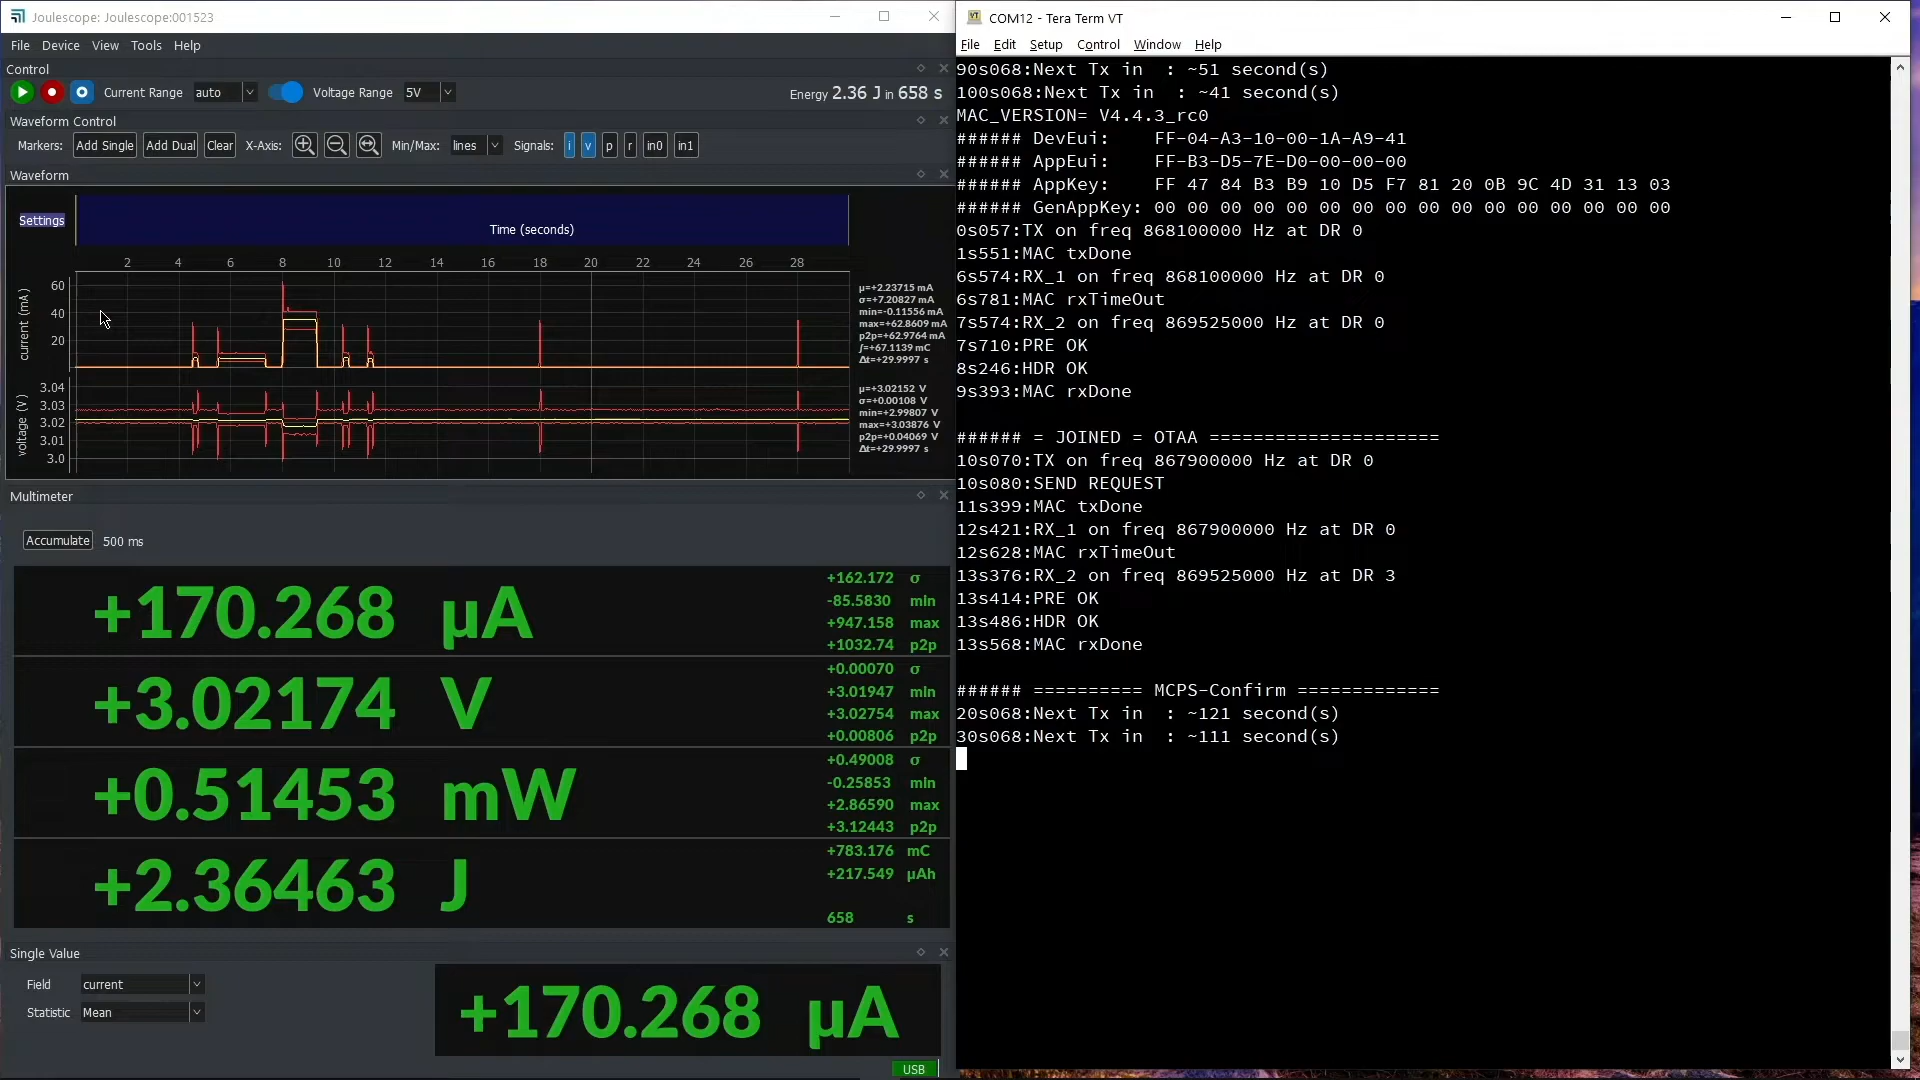 Joulescope: Joulescope:001523
File Device View Tools Help
Control
Current Range auto Voltage Range 5V Energy 2.36 J in 658 s
Waveform Control
Markers: Add Single Add Dual Clear X-Axis: Min/Max: lines Signals: i v p r in0 in1
Waveform
Settings
Time (seconds)
2 4 6 8 10 12 14 16 18 20 22 24 26 28
current (mA)
60
40
20
µ=+2.23715 mA
σ=+7.20827 mA
min=-0.11556 mA
max=+62.8609 mA
p2p=+62.9764 mA
∫=+67.1139 mC
Δt=+29.9997 s
voltage (V)
3.04
3.03
3.02
3.01
3.0
µ=+3.02152 V
σ=+0.00108 V
min=+2.99807 V
max=+3.03876 V
p2p=+0.04069 V
Δt=+29.9997 s
Multimeter
Accumulate 500 ms
+170.268 µA
+162.172 σ
-85.5830 min
+947.158 max
+1032.74 p2p
+3.02174 V
+0.00070 σ
+3.01947 min
+3.02754 max
+0.00806 p2p
+0.51453 mW
+0.49008 σ
-0.25853 min
+2.86590 max
+3.12443 p2p
+2.36463 J
+783.176 mC
+217.549 µAh
658 s
Single Value
Field current
Statistic Mean
+170.268 µA
USB
VT COM12 - Tera Term VT
File Edit Setup Control Window Help
90s068:Next Tx in : ~51 second(s)
100s068:Next Tx in : ~41 second(s)
MAC_VERSION= V4.4.3_rc0
###### DevEui: FF-04-A3-10-00-1A-A9-41
###### AppEui: FF-B3-D5-7E-D0-00-00-00
###### AppKey: FF 47 84 B3 B9 10 D5 F7 81 20 0B 9C 4D 31 13 03
###### GenAppKey: 00 00 00 00 00 00 00 00 00 00 00 00 00 00 00 00
0s057:TX on freq 868100000 Hz at DR 0
1s551:MAC txDone
6s574:RX_1 on freq 868100000 Hz at DR 0
6s781:MAC rxTimeOut
7s574:RX_2 on freq 869525000 Hz at DR 0
7s710:PRE OK
8s246:HDR OK
9s393:MAC rxDone
###### = JOINED = OTAA =====================
10s070:TX on freq 867900000 Hz at DR 0
10s080:SEND REQUEST
11s399:MAC txDone
12s421:RX_1 on freq 867900000 Hz at DR 0
12s628:MAC rxTimeOut
13s376:RX_2 on freq 869525000 Hz at DR 3
13s414:PRE OK
13s486:HDR OK
13s568:MAC rxDone
###### ========== MCPS-Confirm =============
20s068:Next Tx in : ~121 second(s)
30s068:Next Tx in : ~111 second(s)